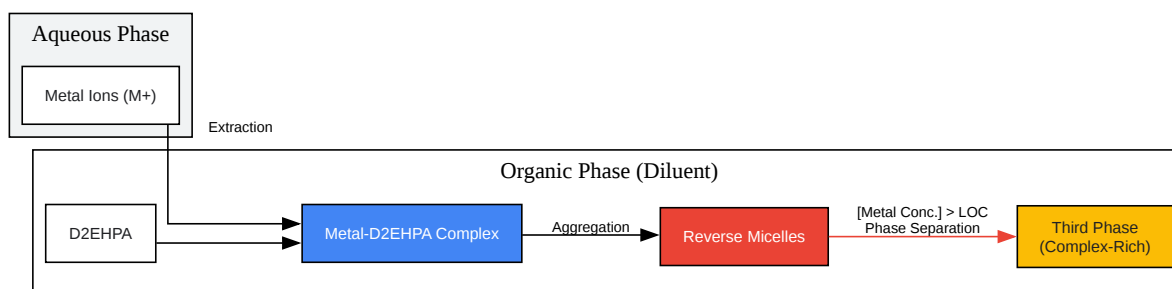 Aqueous Phase
Metal Ions (M+)
Extraction
Organic Phase (Diluent)
D2EHPA
Metal-D2EHPA Complex
Aggregation
Reverse Micelles
[Metal Conc.] > LOC
Phase Separation
Third Phase
(Complex-Rich)